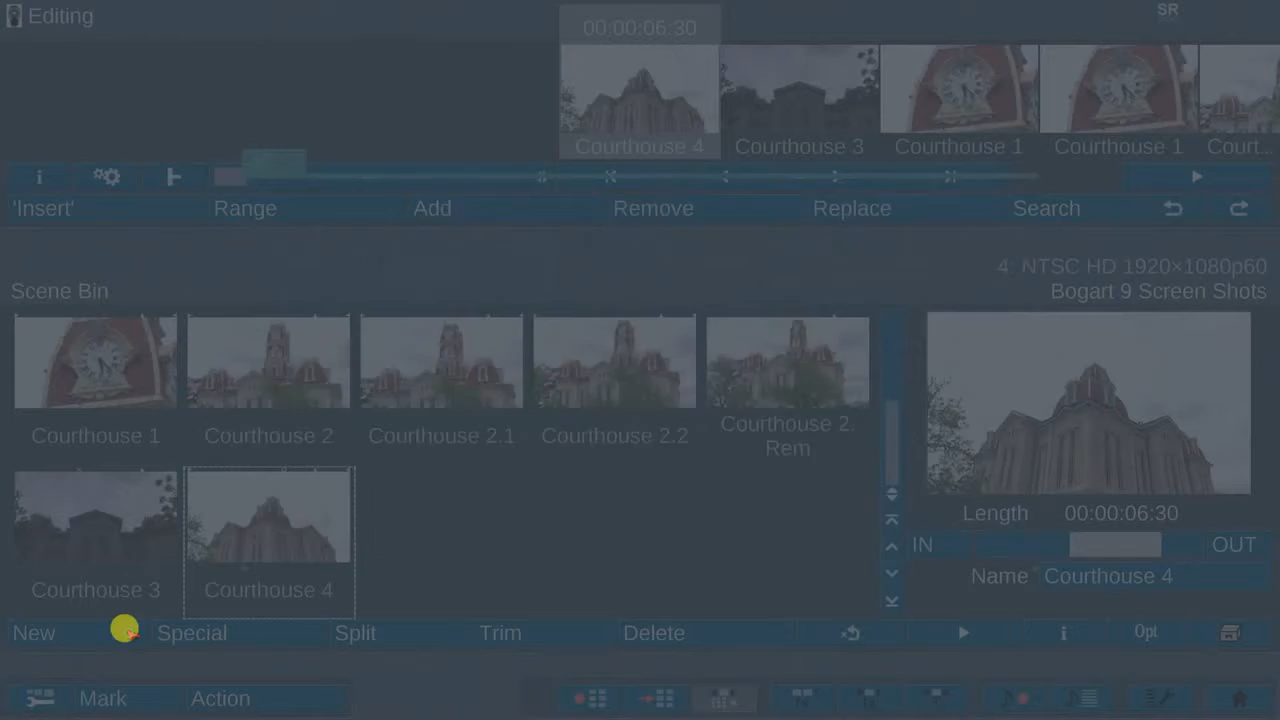 Editing
SR
00:00:06:30
Courthouse 4
Courthouse 3
Courthouse 1
Courthouse 1
Court...
i
'Insert'
Range
Add
Remove
Replace
Search
4: NTSC HD 1920×1080p60
Scene Bin
Bogart 9 Screen Shots
Courthouse 1
Courthouse 2
Courthouse 2.1
Courthouse 2.2
Courthouse 2.
Rem
Length 00:00:06:30
IN
OUT
Name Courthouse 4
Courthouse 3
Courthouse 4
New
Special
Split
Trim
Delete
i
Opt
Mark
Action